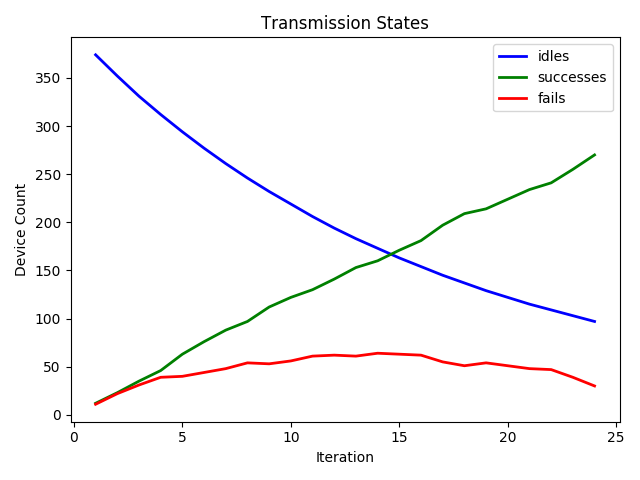 Transmission States
idles
successes
fails
Device Count
350
300
250
200
150
100
50
0
0 5 10 15 20 25
Iteration